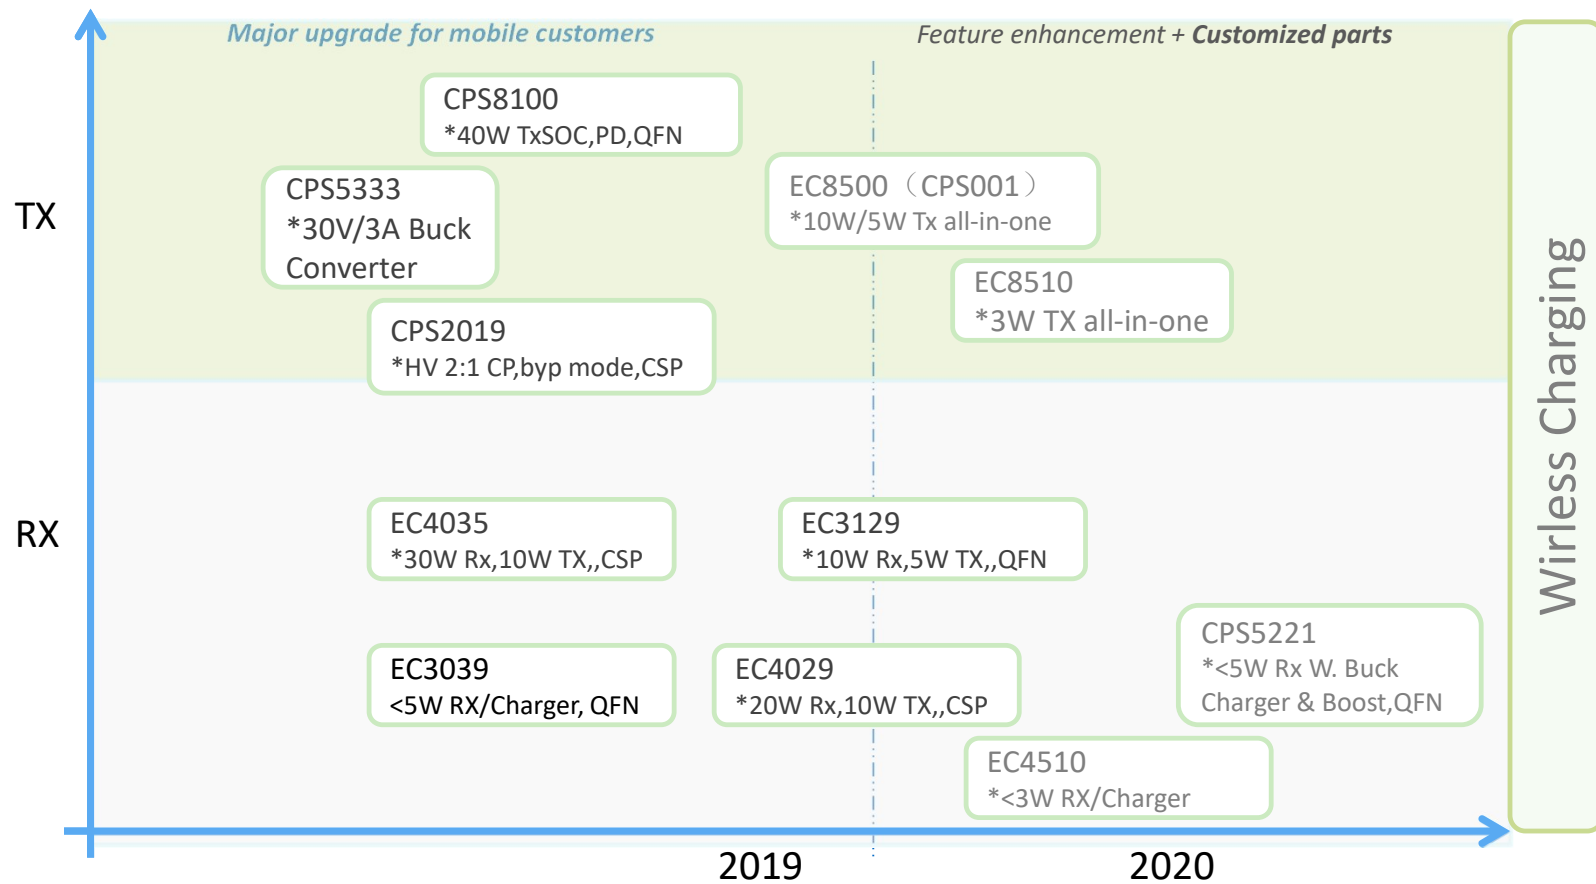 Major upgrade for mobile customers
Feature enhancement + Customized parts
CPS8100
*40W TxSOC,PD,QFN
CPS5333
*30V/3A Buck
Converter
EC8500（CPS001）
*10W/5W Tx all-in-one
TX
EC8510
*3W TX all-in-one
CPS2019
*HV 2:1 CP,byp mode,CSP
Wirless Charging
RX
EC4035
*30W Rx,10W TX,,CSP
EC3129
*10W Rx,5W TX,,QFN
EC3039
<5W RX/Charger, QFN
EC4029
*20W Rx,10W TX,,CSP
CPS5221
*<5W Rx W. Buck
Charger & Boost,QFN
EC4510
*<3W RX/Charger
2019
2020